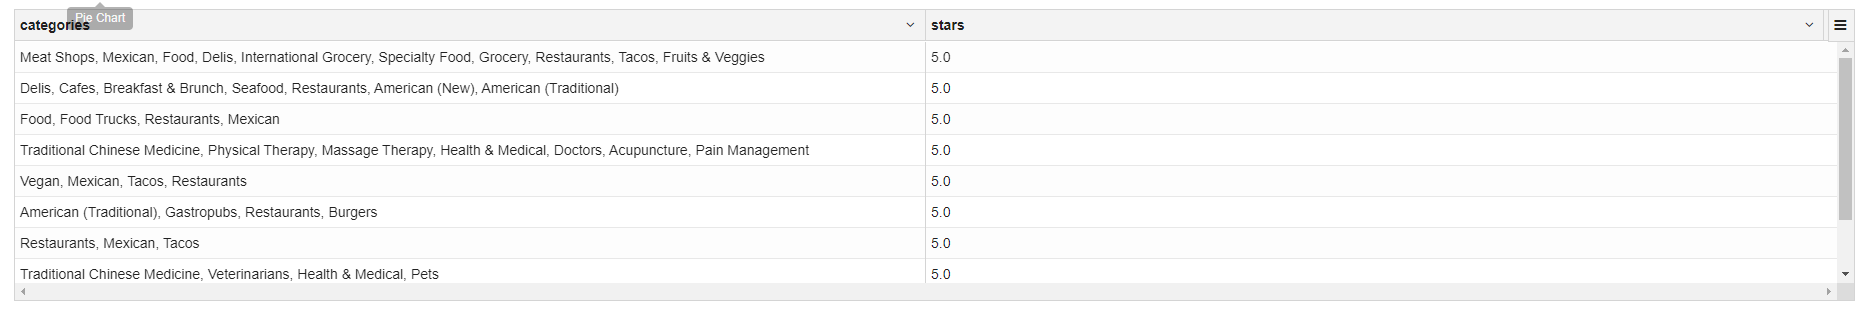 Pie Chart
categories stars
Meat Shops, Mexican, Food, Delis, International Grocery, Specialty Food, Grocery, Restaurants, Tacos, Fruits & Veggies 5.0
Delis, Cafes, Breakfast & Brunch, Seafood, Restaurants, American (New), American (Traditional) 5.0
Food, Food Trucks, Restaurants, Mexican 5.0
Traditional Chinese Medicine, Physical Therapy, Massage Therapy, Health & Medical, Doctors, Acupuncture, Pain Management 5.0
Vegan, Mexican, Tacos, Restaurants 5.0
American (Traditional), Gastropubs, Restaurants, Burgers 5.0
Restaurants, Mexican, Tacos 5.0
Traditional Chinese Medicine, Veterinarians, Health & Medical, Pets 5.0